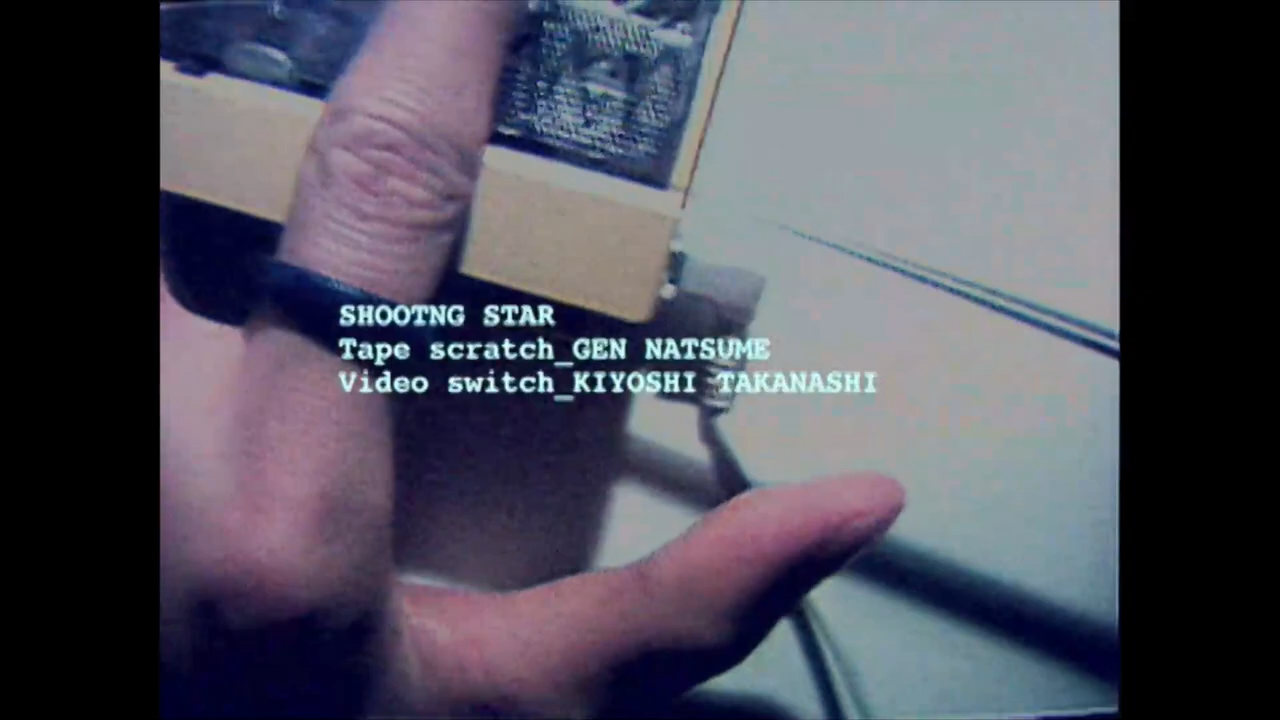 SHOOTNG STAR
Tape scratch_GEN NATSUME
Video switch_KIYOSHI TAKANASHI